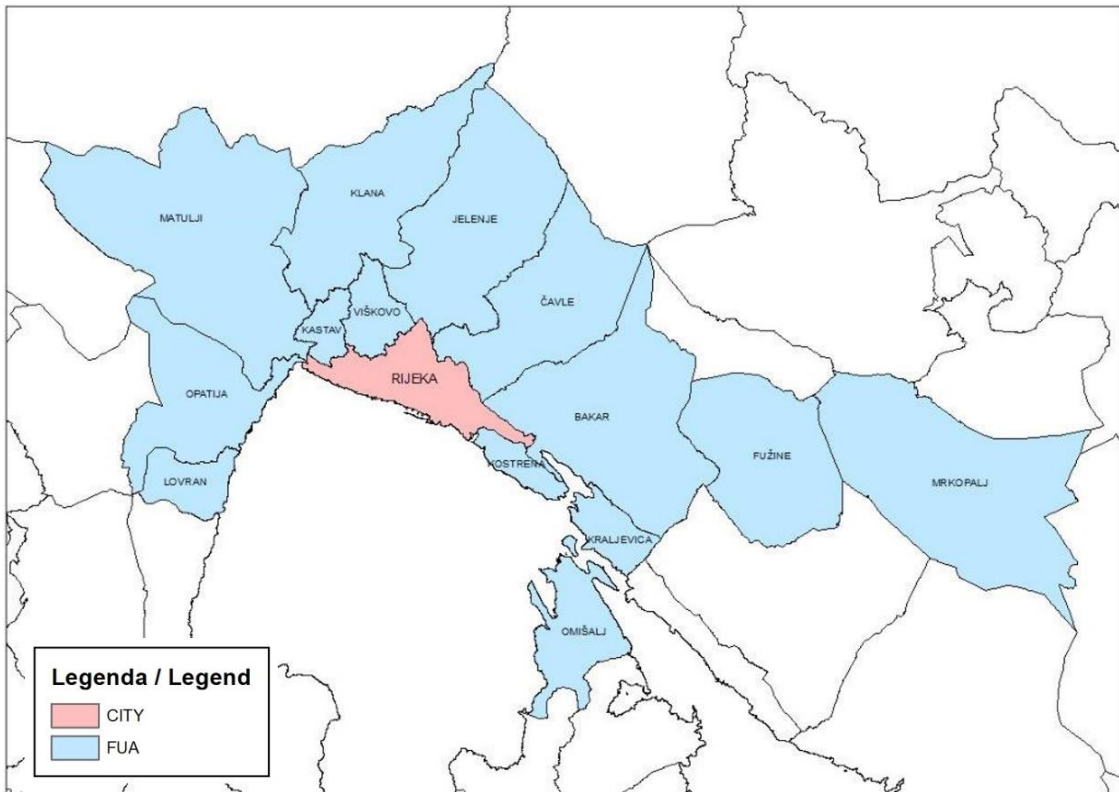 KLANA
MATULJI
JELENJE
ČAVLE
VIŠKOVO
KASTAV
RIJEKA
OPATIJA
BAKAR
FUŽINE
KOSTRENA
LOVRAN
MRKOPALJ
KRALJEVICA
OMIŠALJ
Legenda / Legend
CITY
FUA